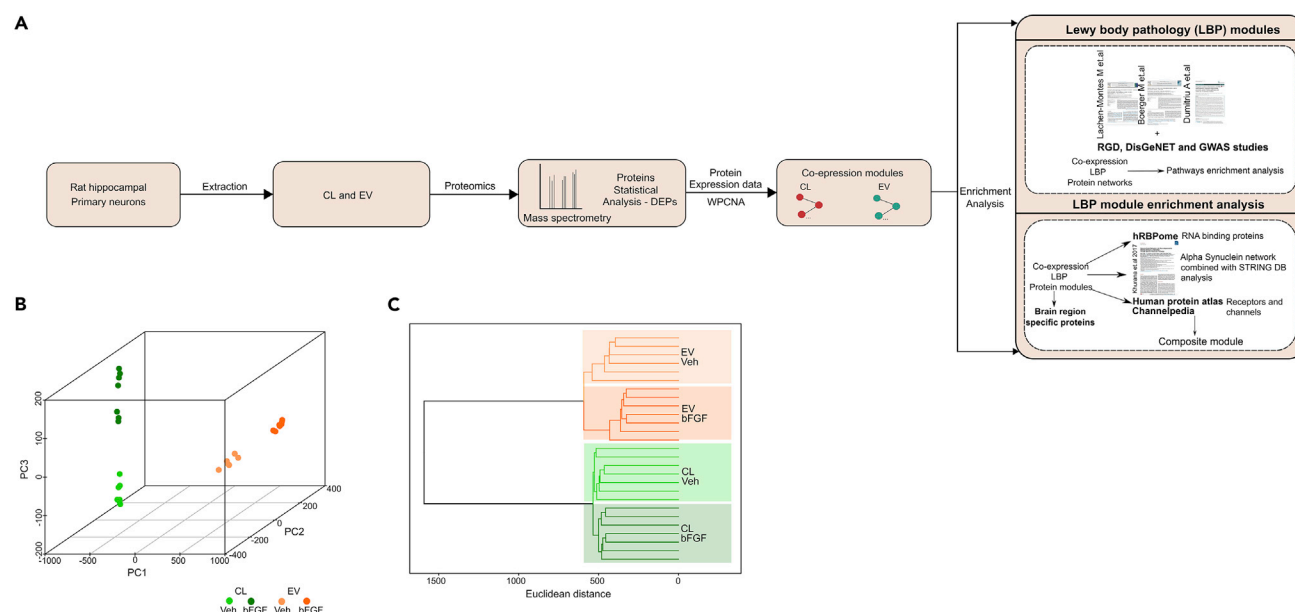 A
Rat hippocampal
Primary neurons
Extraction
CL and EV
Proteomics
Mass spectrometry
Proteins
Statistical
Analysis - DEPs
Protein
Expression data
WPCNA
Co-epression modules
CL
EV
...
...
Enrichment
Analysis
Lewy body pathology (LBP) modules
Lachen-Montes M et.al
Boerger M et.al
Dumitriu A et.al
+
RGD, DisGeNET and GWAS studies
Co-expression
LBP
Protein networks
Pathways enrichment analysis
LBP module enrichment analysis
hRBPome RNA binding proteins
Khurana et.al 2017
Alpha Synuclein network
combined with STRING DB
analysis
Co-expression
LBP
Protein modules
Human protein atlas
Channelpedia
Receptors and
channels
Brain region
specific proteins
Composite module
B
200
100
0
-100
-200
PC3
-1000
-500
0
500
1000
PC1
-400
-200
0
200
400
PC2
CL EV
Veh bFGF Veh bFGF
C
EV
Veh
EV
bFGF
CL
Veh
CL
bFGF
1500 1000 500 0
Euclidean distance